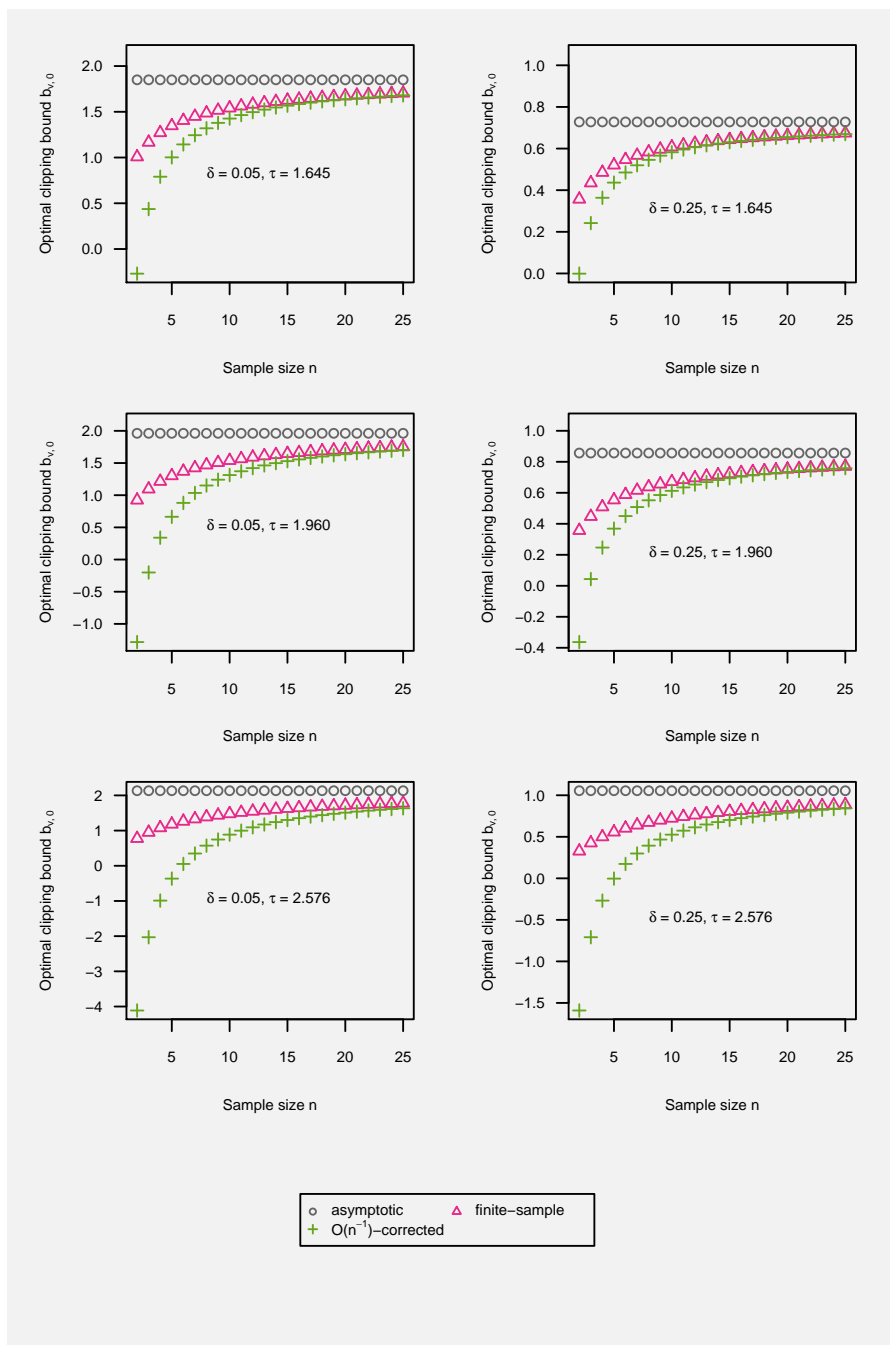 Optimal clipping bound b_{v, 0}
2.0
1.5
1.0
0.5
0.0
δ = 0.05, τ = 1.645
5 10 15 20 25
Sample size n
Optimal clipping bound b_{v, 0}
1.0
0.8
0.6
0.4
0.2
0.0
δ = 0.25, τ = 1.645
5 10 15 20 25
Sample size n
Optimal clipping bound b_{v, 0}
2.0
1.5
1.0
0.5
0.0
−0.5
−1.0
δ = 0.05, τ = 1.960
5 10 15 20 25
Sample size n
Optimal clipping bound b_{v, 0}
1.0
0.8
0.6
0.4
0.2
0.0
−0.2
−0.4
δ = 0.25, τ = 1.960
5 10 15 20 25
Sample size n
Optimal clipping bound b_{v, 0}
2
1
0
−1
−2
−3
−4
δ = 0.05, τ = 2.576
5 10 15 20 25
Sample size n
Optimal clipping bound b_{v, 0}
1.0
0.5
0.0
−0.5
−1.0
−1.5
δ = 0.25, τ = 2.576
5 10 15 20 25
Sample size n
asymptotic finite−sample
O(n⁻¹)−corrected